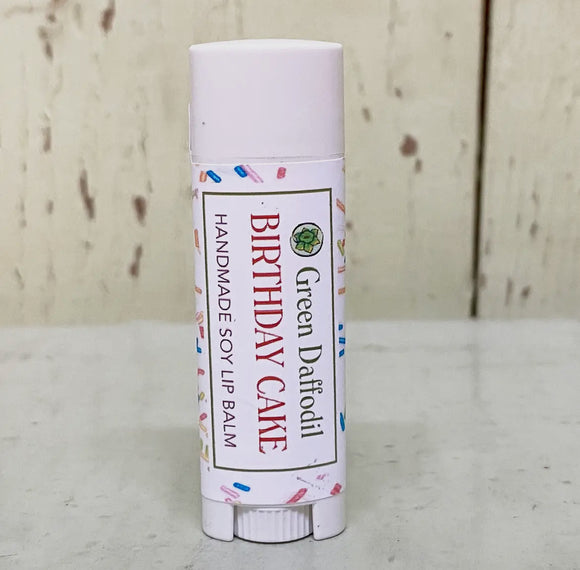 Green Daffodil
BIRTHDAY CAKE
HANDMADE SOY LIP BALM